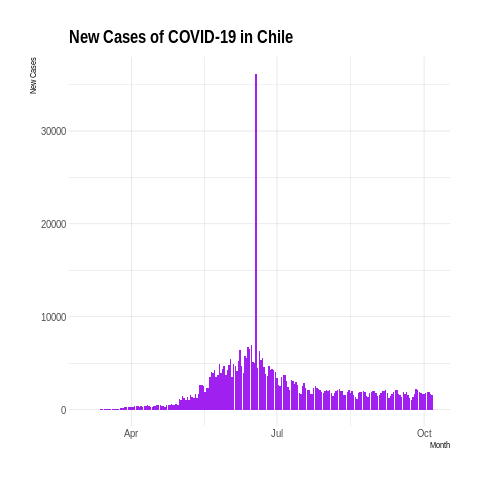 New Cases of COVID-19 in Chile
New Cases
30000
20000
10000
0
Apr
Jul
Oct
Month